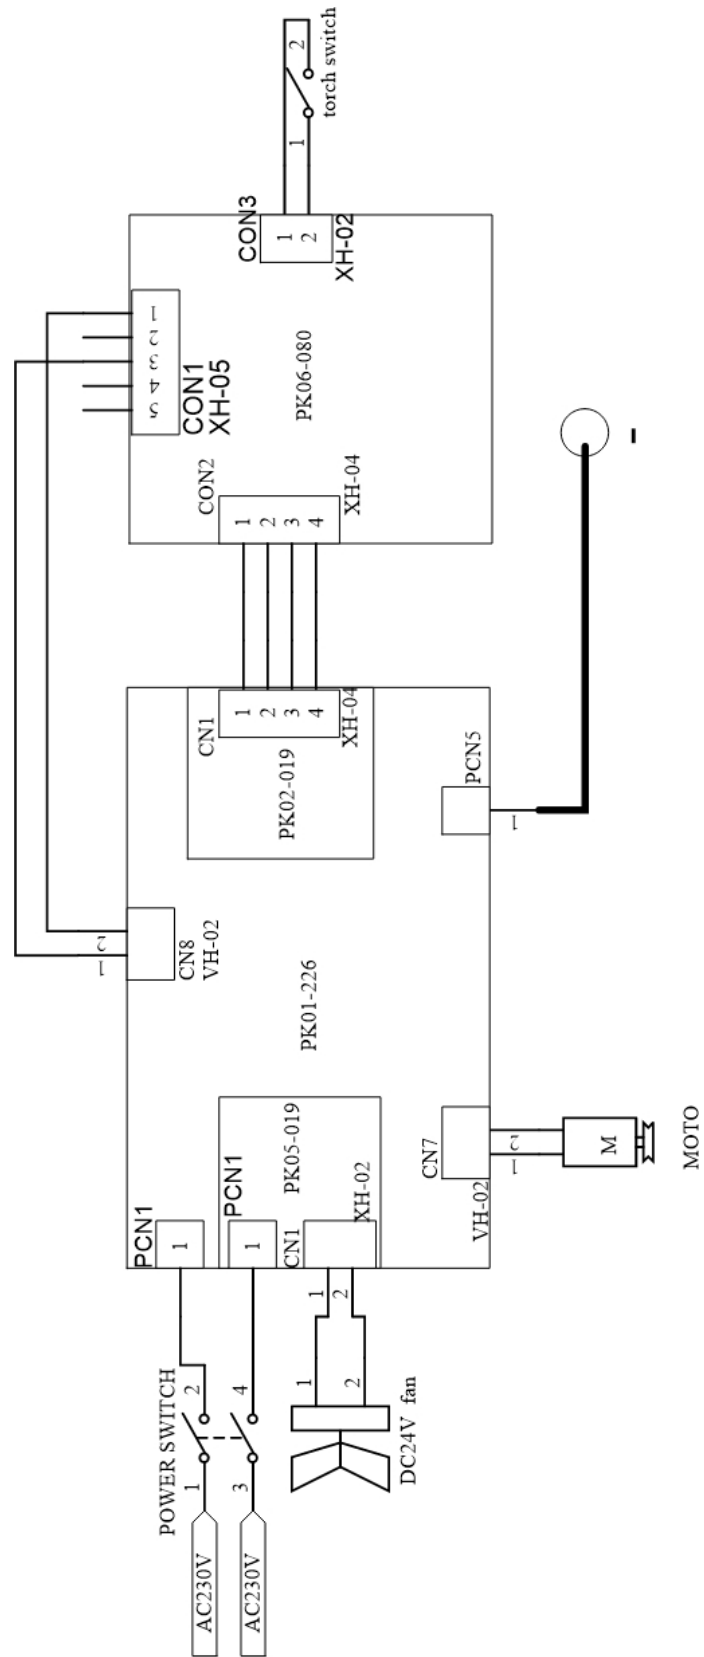 torch switch
2
1
CON3
1
2
XH-02
1
2
3
4
5
CON1
XH-05
PK06-080
CON2
1
2
3
4
XH-04
-
CN1
1
2
3
4
XH-04
PK02-019
PCN5
1
2
1
CN8
VH-02
PK01-226
PK05-019
PCN1
1
PCN1
1
CN1
XH-02
1
2
CN7
VH-02
2
1
M
MOTO
POWER SWITCH
2
1
4
3
1
2
DC24V fan
AC230V
AC230V